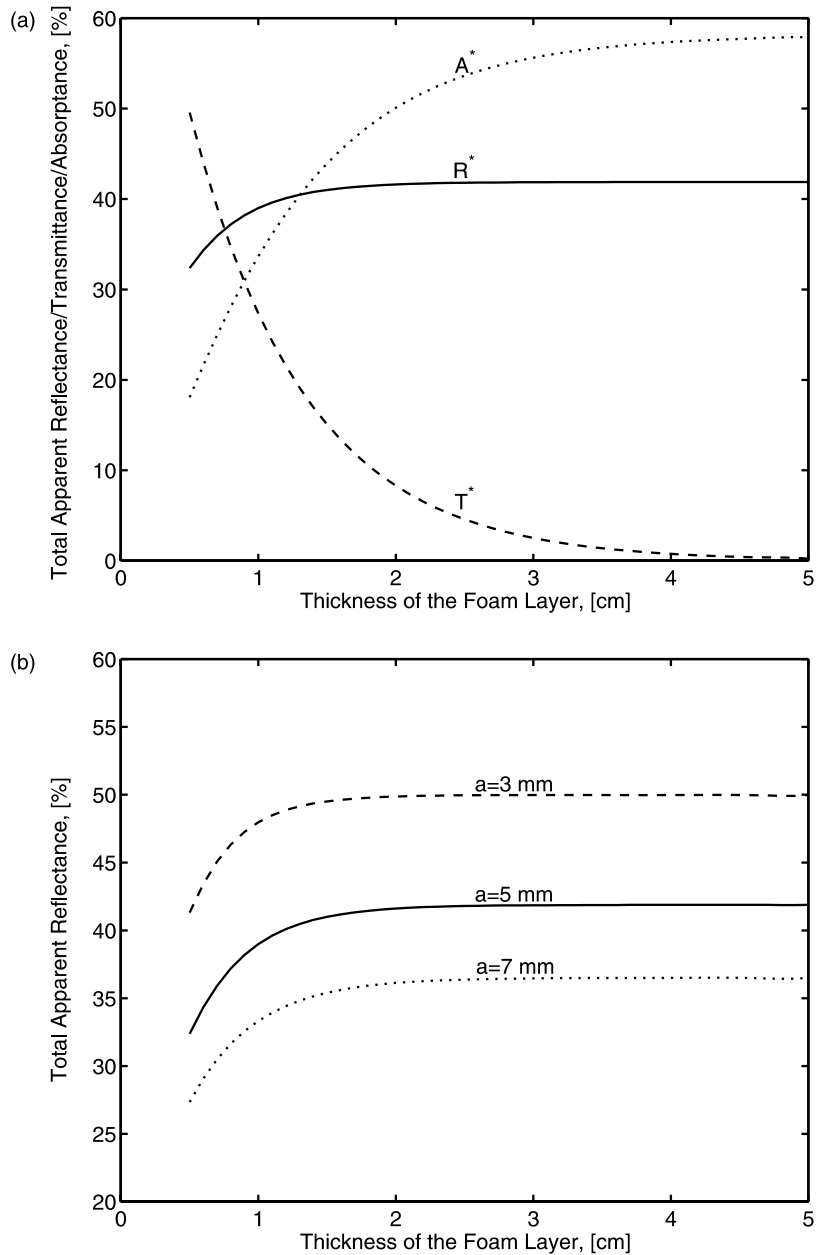 (a)
Total Apparent Reflectance/Transmittance/Absorptance, [%]
60
50
40
30
20
10
0
A*
R*
T*
0 1 2 3 4 5
Thickness of the Foam Layer, [cm]
(b)
Total Apparent Reflectance, [%]
60
55
50
45
40
35
30
25
20
a=3 mm
a=5 mm
a=7 mm
0 1 2 3 4 5
Thickness of the Foam Layer, [cm]